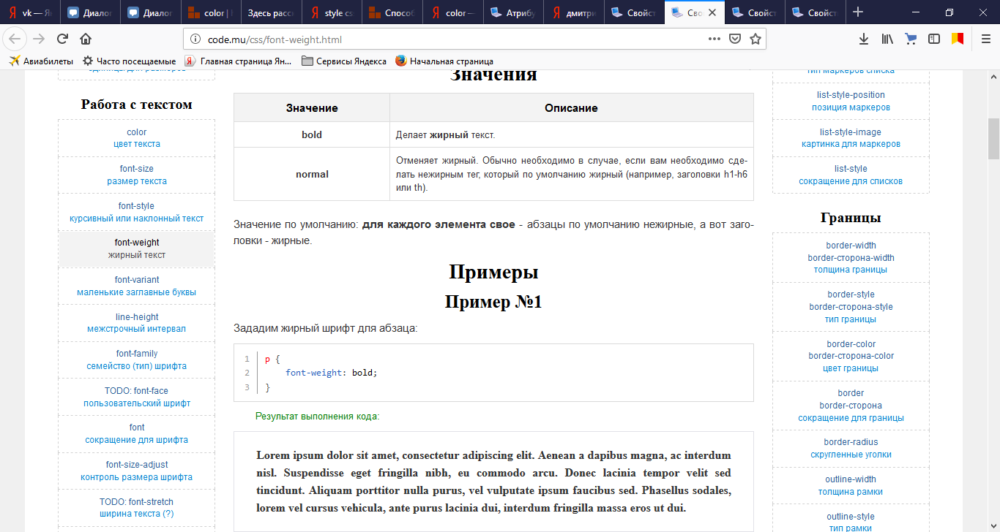 vk — Я
Диалог
Диалог
color |
Здесь расс
style cs
Способ
color —
Атрибу
дмитри
Свойст
Сво
Свойст
Свойст
code.mu/css/font-weight.html
Авиабилеты
Часто посещаемые
Главная страница Ян...
Сервисы Яндекса
Начальная страница
единицы для размеров
Работа с текстом
color
цвет текста
font-size
размер текста
font-style
курсивный или наклонный текст
font-weight
жирный текст
font-variant
маленькие заглавные буквы
line-height
межстрочный интервал
font-family
семейство (тип) шрифта
TODO: font-face
пользовательский шрифт
font
сокращение для шрифта
font-size-adjust
контроль размера шрифта
TODO: font-stretch
ширина текста (?)
Значения
Значение Описание
bold Делает жирный текст.
normal
Отменяет жирный. Обычно необходимо в случае, если вам необходимо сде-
лать нежирным тег, который по умолчанию жирный (например, заголовки h1-h6
или th).
Значение по умолчанию: для каждого элемента свое - абзацы по умолчанию нежирные, а вот заго-
ловки - жирные.
Примеры
Пример №1
Зададим жирный шрифт для абзаца:
1 p {
2 font-weight: bold;
3 }
Результат выполнения кода:
Lorem ipsum dolor sit amet, consectetur adipiscing elit. Aenean a dapibus magna, ac interdum
nisl. Suspendisse eget fringilla nibh, eu commodo arcu. Donec lacinia tempor velit sed
tincidunt. Aliquam porttitor nulla purus, vel vulputate ipsum faucibus sed. Phasellus sodales,
lorem vel cursus vehicula, ante purus lacinia dui, interdum fringilla massa eros ut dui.
тип маркеров списка
list-style-position
позиция маркеров
list-style-image
картинка для маркеров
list-style
сокращение для списков
Границы
border-width
border-сторона-width
толщина границы
border-style
border-сторона-style
тип границы
border-color
border-сторона-color
цвет границы
border
border-сторона
сокращение для границы
border-radius
скругленные уголки
outline-width
толщина рамки
outline-style
тип рамки